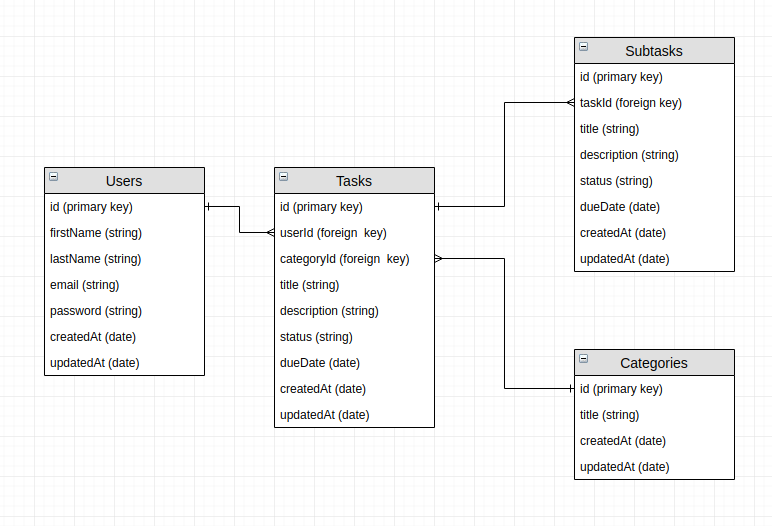 Users
id (primary key)
firstName (string)
lastName (string)
email (string)
password (string)
createdAt (date)
updatedAt (date)
Tasks
id (primary key)
userId (foreign  key)
categoryId (foreign  key)
title (string)
description (string)
status (string)
dueDate (date)
createdAt (date)
updatedAt (date)
Subtasks
id (primary key)
taskId (foreign key)
title (string)
description (string)
status (string)
dueDate (date)
createdAt (date)
updatedAt (date)
Categories
id (primary key)
title (string)
createdAt (date)
updatedAt (date)